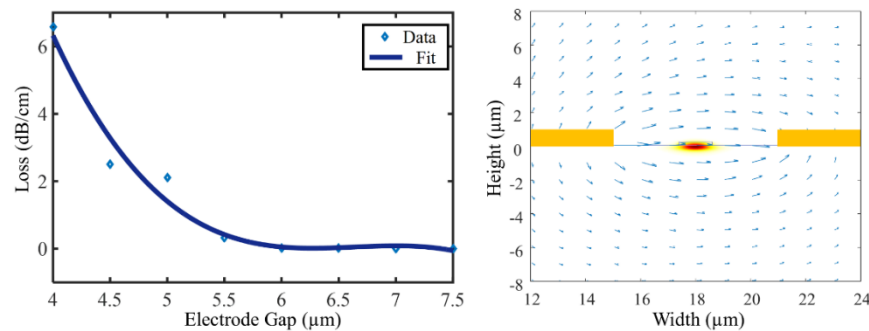 6
4
2
0
Loss (dB/cm)
Data
Fit
4 4.5 5 5.5 6 6.5 7 7.5
Electrode Gap (µm)
8
6
4
2
0
-2
-4
-6
-8
Height (µm)
12 14 16 18 20 22 24
Width (µm)